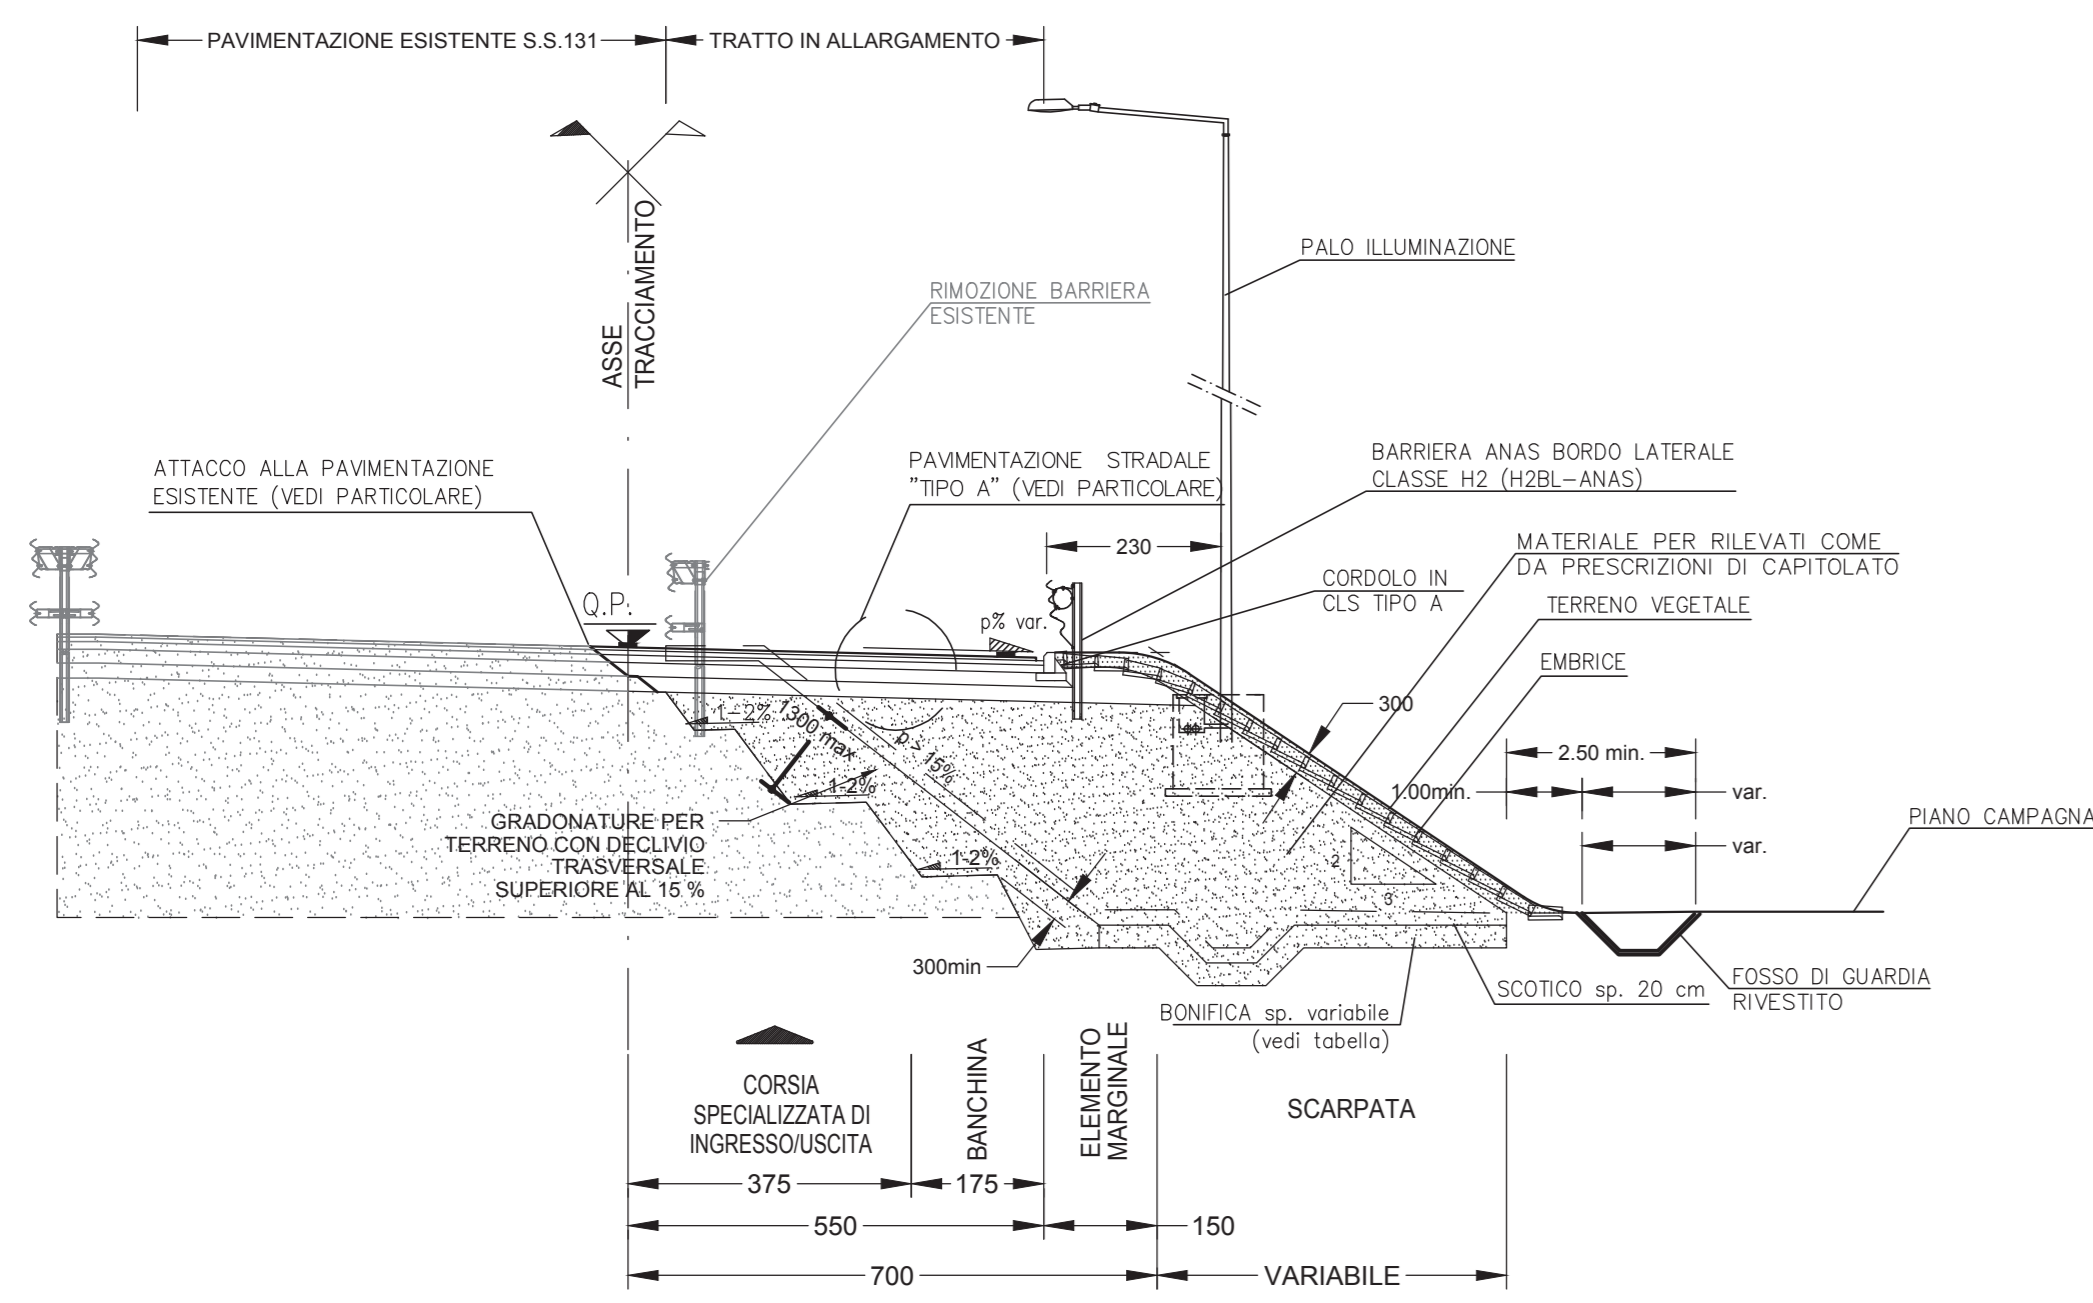 PAVIMENTAZIONE ESISTENTE S.S.131
TRATTO IN ALLARGAMENTO
ASSE
TRACCIAMENTO
PALO ILLUMINAZIONE
RIMOZIONE BARRIERA
ESISTENTE
ATTACCO ALLA PAVIMENTAZIONE
ESISTENTE (VEDI PARTICOLARE)
PAVIMENTAZIONE STRADALE
"TIPO A" (VEDI PARTICOLARE)
BARRIERA ANAS BORDO LATERALE
CLASSE H2 (H2BL-ANAS)
230
MATERIALE PER RILEVATI COME
DA PRESCRIZIONI DI CAPITOLATO
CORDOLO IN
CLS TIPO A
Q.P.
p% var.
TERRENO VEGETALE
EMBRICE
1-2%
1300 max
p > 15%
300
2.50 min.
1-2%
1.00min.
var.
GRADONATURE PER
TERRENO CON DECLIVIO
TRASVERSALE
SUPERIORE AL 15 %
PIANO CAMPAGNA
var.
1-2%
2
3
300min
FOSSO DI GUARDIA
RIVESTITO
SCOTICO sp. 20 cm
BONIFICA sp. variabile
(vedi tabella)
CORSIA
SPECIALIZZATA DI
INGRESSO/USCITA
BANCHINA
ELEMENTO
MARGINALE
SCARPATA
375
175
550
150
700
VARIABILE